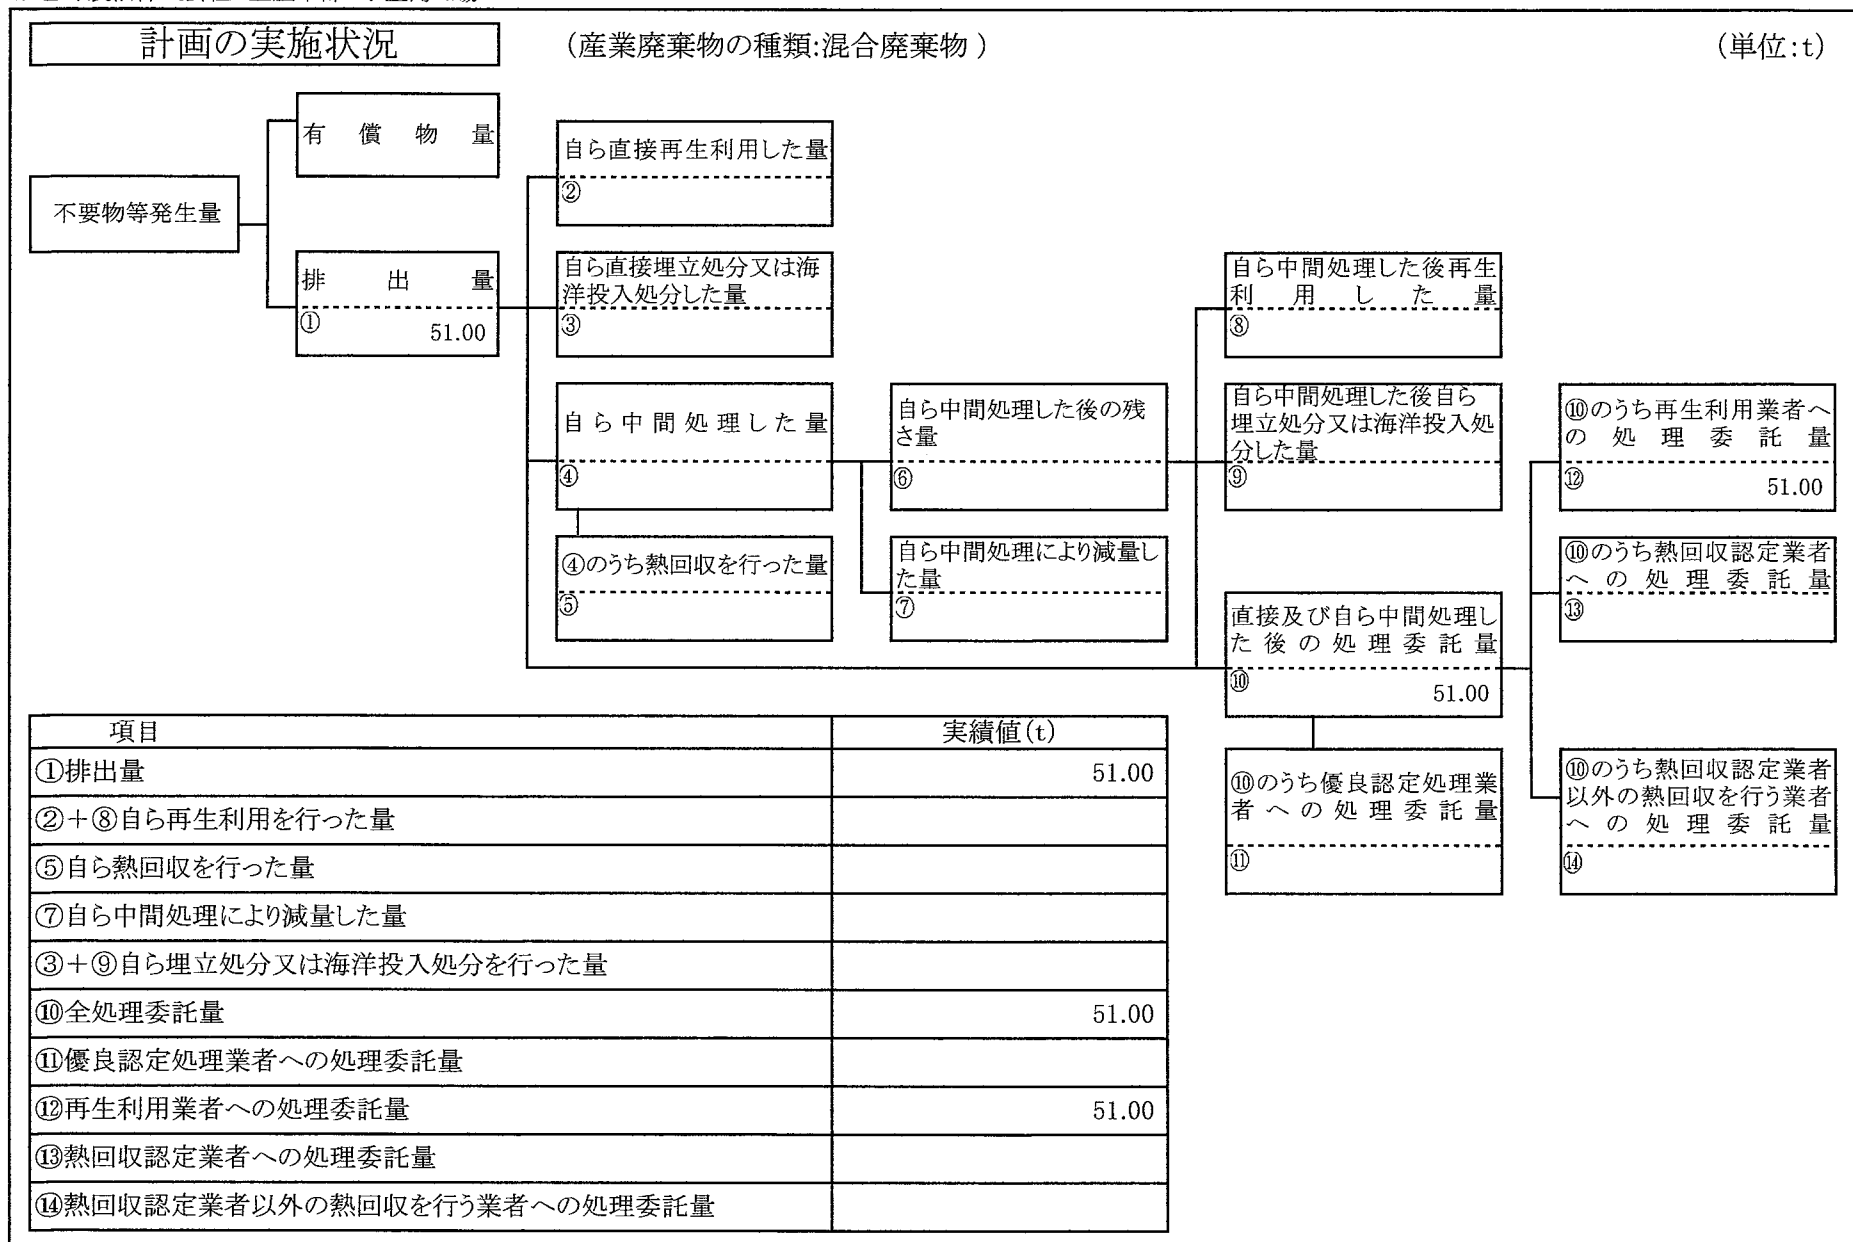 計画の実施状況
（産業廃棄物の種類:混合廃棄物 ）
（単位:t）
有償物量
不要物等発生量
排出量
①
51.00
自ら直接再生利用した量
②
自ら直接埋立処分又は海
洋投入処分した量
③
自ら中間処理した量
④
④のうち熱回収を行った量
⑤
自ら中間処理した後の残
さ量
⑥
自ら中間処理により減量し
た量
⑦
自ら中間処理した後再生
利用した量
⑧
自ら中間処理した後自ら
埋立処分又は海洋投入処
分した量
⑨
直接及び自ら中間処理し
た後の処理委託量
⑩
51.00
⑩のうち優良認定処理業
者への処理委託量
⑪
⑩のうち再生利用業者へ
の処理委託量
⑫
51.00
⑩のうち熱回収認定業者
への処理委託量
⑬
⑩のうち熱回収認定業者
以外の熱回収を行う業者
への処理委託量
⑭
項目 実績値(t)
①排出量 51.00
②＋⑧自ら再生利用を行った量
⑤自ら熱回収を行った量
⑦自ら中間処理により減量した量
③＋⑨自ら埋立処分又は海洋投入処分を行った量
⑩全処理委託量 51.00
⑪優良認定処理業者への処理委託量
⑫再生利用業者への処理委託量 51.00
⑬熱回収認定業者への処理委託量
⑭熱回収認定業者以外の熱回収を行う業者への処理委託量